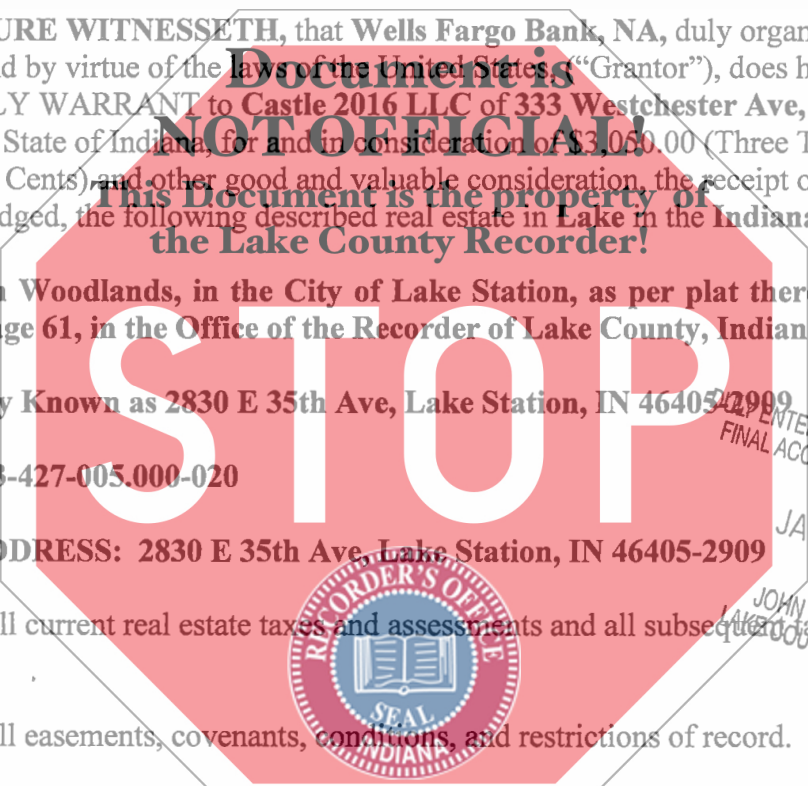 URE WITNESSETH, that Wells Fargo Bank, NA, duly organ
Document is
d by virtue of the laws of the United States, ("Grantor"), does h
LY WARRANT to Castle 2016 LLC of 333 Westchester Ave,
NOT OFFICIAL!
State of Indiana, for and in consideration of $3,050.00 (Three T
Cents) and other good and valuable consideration, the receipt o
This Document is the property of
dged, the following described real estate in Lake in the Indiana
the Lake County Recorder!
Woodlands, in the City of Lake Station, as per plat ther
ge 61, in the Office of the Recorder of Lake County, Indian
STOP
y Known as 2830 E 35th Ave, Lake Station, IN 46405-2909
ENTE
FINAL ACC
-427-005.000-020
JA
DDRESS: 2830 E 35th Ave, Lake Station, IN 46405-2909
RECORDER'S OFFICE
SEAL
INDIANA
JOHN
ll current real estate taxes and assessments and all subsequent ta
LAKE COU
ll easements, covenants, conditions, and restrictions of record.